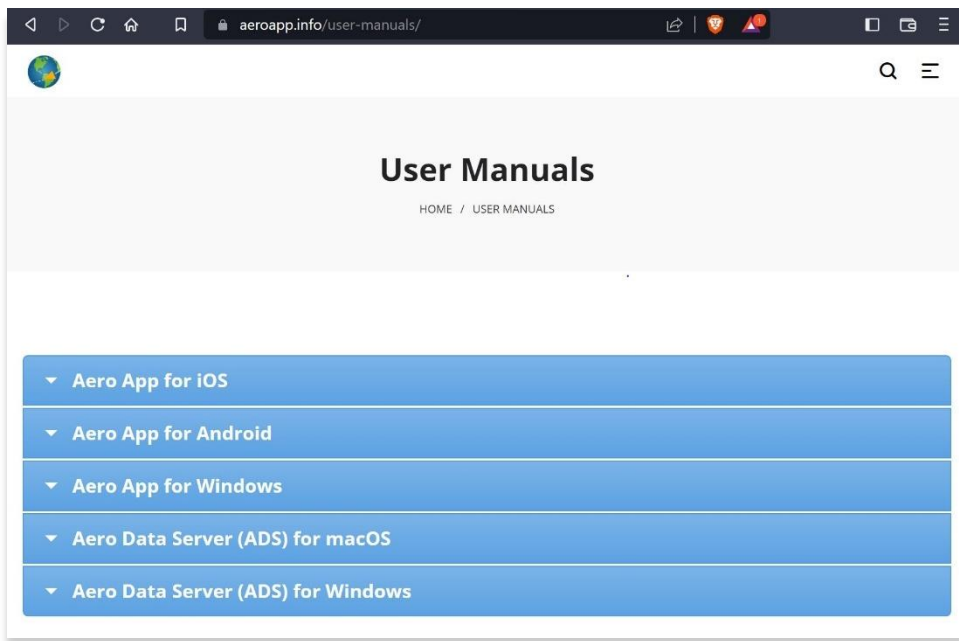 aeroapp.info/user-manuals/
User Manuals
HOME / USER MANUALS
Aero App for iOS
Aero App for Android
Aero App for Windows
Aero Data Server (ADS) for macOS
Aero Data Server (ADS) for Windows